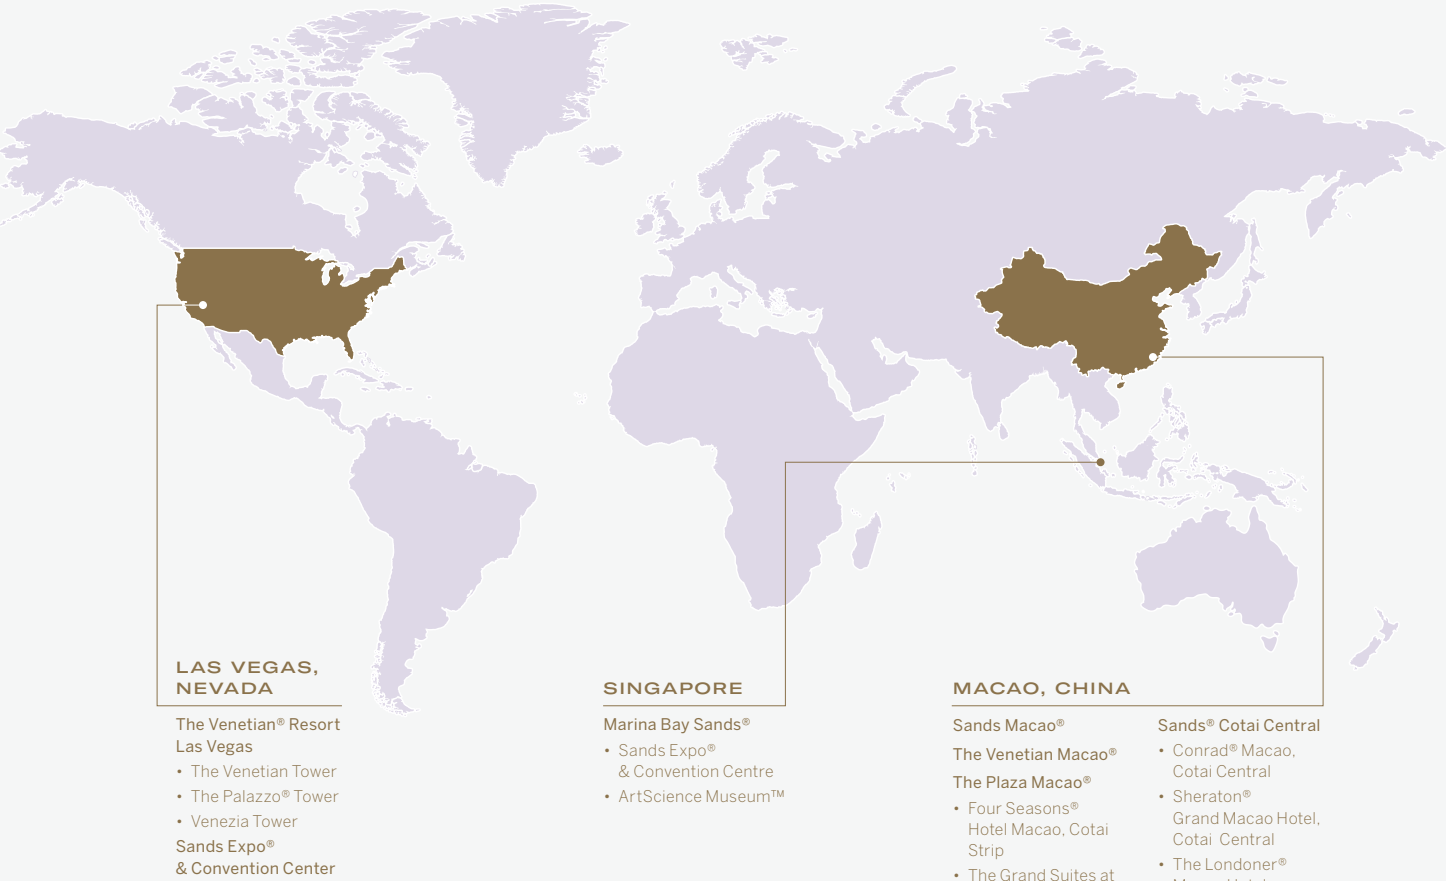 LAS VEGAS,
NEVADA
The Venetian® Resort
Las Vegas
• The Venetian Tower
• The Palazzo® Tower
• Venezia Tower
Sands Expo®
& Convention Center
SINGAPORE
Marina Bay Sands®
• Sands Expo®
& Convention Centre
• ArtScience Museum™
MACAO, CHINA
Sands Macao®
The Venetian Macao®
The Plaza Macao®
• Four Seasons®
Hotel Macao, Cotai
Strip
• The Grand Suites at
Sands® Cotai Central
• Conrad® Macao,
Cotai Central
• Sheraton®
Grand Macao Hotel,
Cotai Central
• The Londoner®